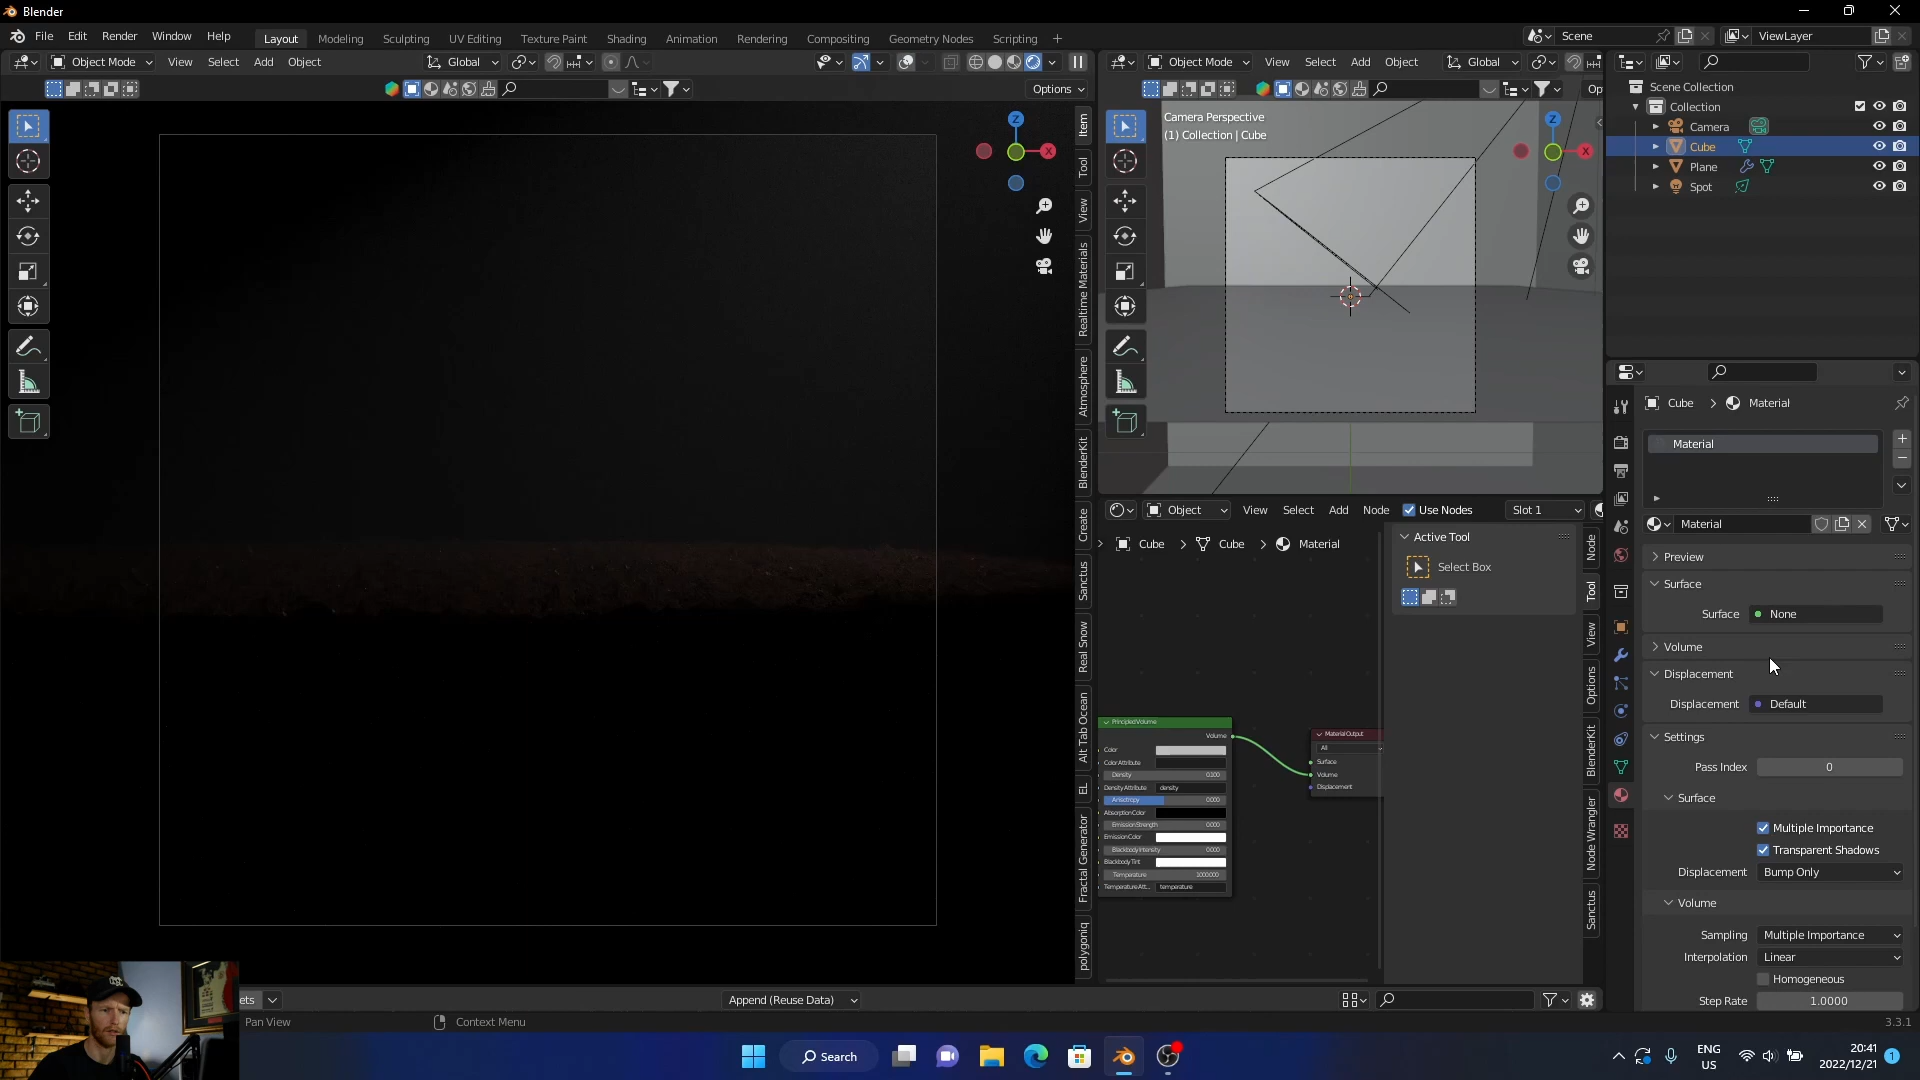 Blender
File Edit Render Window Help
Layout Modeling Sculpting UV Editing Texture Paint Shading Animation Rendering Compositing Geometry Nodes Scripting +
Scene
ViewLayer
Object Mode View Select Add Object Global
Object Mode View Select Add Object Global
Options
Op
Item
Tool
View
Realtime Materials
Atmosphere
BlenderKit
Create
Sanctus
Real Snow
Alt Tab Ocean
EL
Fractal Generator
polygoniq
Z
X
Camera Perspective
(1) Collection | Cube
Z
X
Scene Collection
Collection
Camera
Cube
Plane
Spot
Cube > Material
Material
Material
Preview
Surface
Surface None
Volume
Displacement
Displacement Default
Settings
Pass Index 0
Surface
Multiple Importance
Transparent Shadows
Displacement Bump Only
Volume
Sampling Multiple Importance
Interpolation Linear
Homogeneous
Step Rate 1.0000
Object View Select Add Node Use Nodes Slot 1
Cube > Cube > Material
Active Tool
Select Box
Node
Tool
View
Options
BlenderKit
Node Wrangler
Sanctus
Principled Volume
Volume
Color
Color Attribute
Density 0.100
Density Attribute density
Anisotropy 0.000
Absorption Color
Emission Strength 0.000
Emission Color
Blackbody Intensity 0.000
Blackbody Tint
Temperature 1000.000
Temperature Att... temperature
Material Output
All
Surface
Volume
Displacement
ets
Append (Reuse Data)
Pan View
Context Menu
3.3.1
Search
ENG
US
20:41
2022/12/21
1